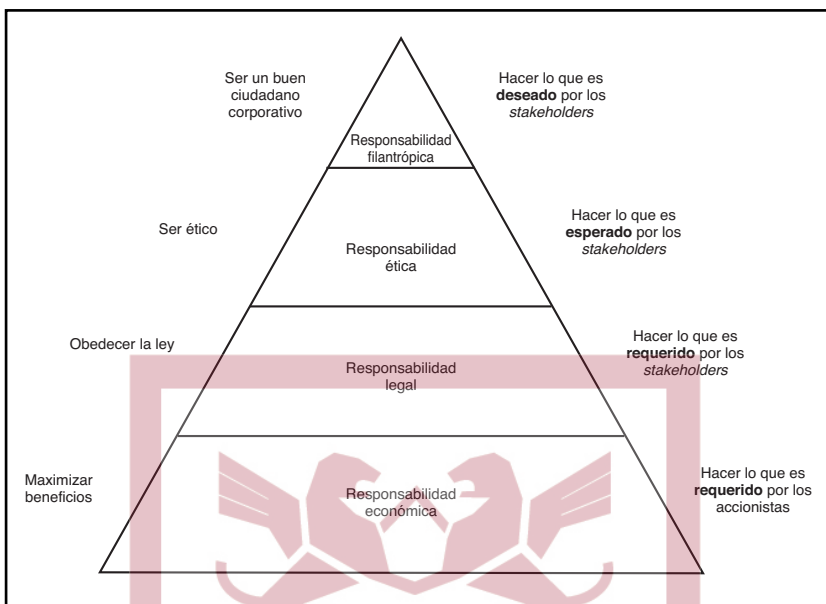 Ser un buen
ciudadano
corporativo
Hacer lo que es
deseado por los
stakeholders
Responsabilidad
filantrópica
Ser ético
Hacer lo que es
esperado por los
stakeholders
Responsabilidad
ética
Obedecer la ley
Hacer lo que es
requerido por los
stakeholders
Responsabilidad
legal
Maximizar
beneficios
Hacer lo que es
requerido por los
accionistas
Responsabilidad
económica